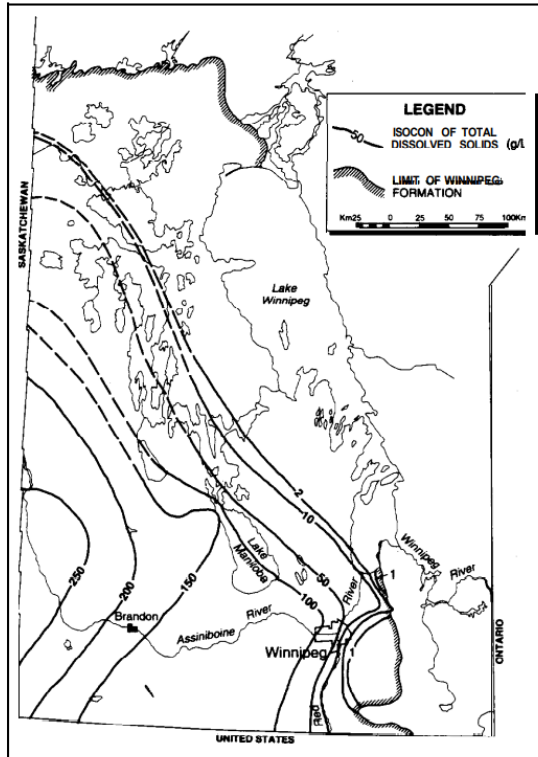 LEGEND
50
ISOCON OF TOTAL
DISSOLVED SOLIDS (g/l
LIMIT OF WINNIPEG
FORMATION
Km25 0 25 50 75 100Km
SASKATCHEWAN
Lake
Winnipeg
2
10
Lake
Manitoba
50
100
150
200
250
1
Winnipeg
River
River
Brandon
Assiniboine
River
Winnipeg
1
Red
ONTARIO
UNITED STATES